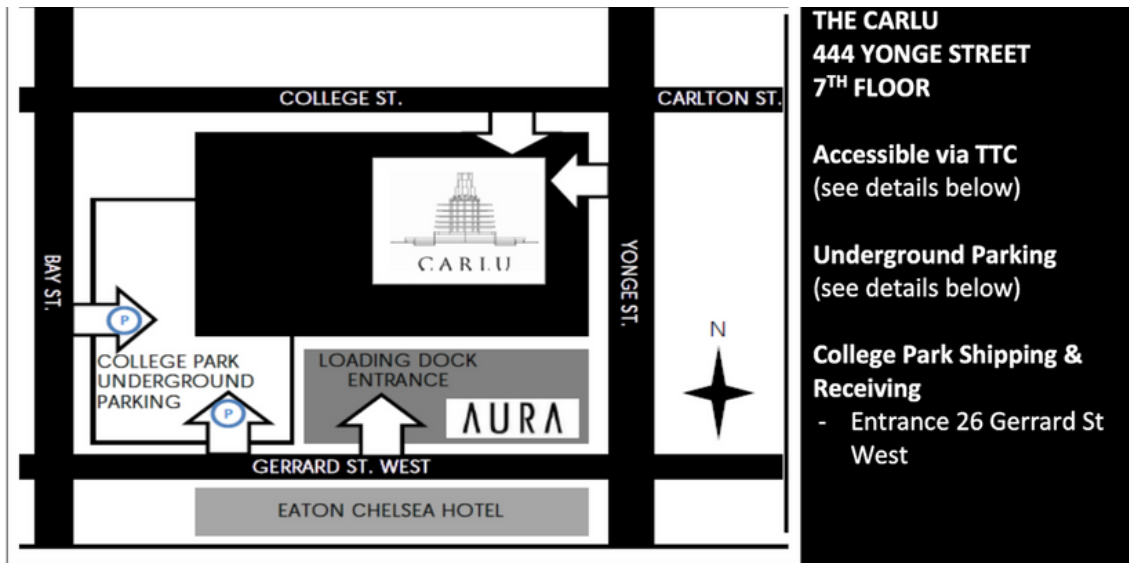 COLLEGE ST.
CARLTON ST.
CARLU
BAY ST.
YONGE ST.
P
COLLEGE PARK
UNDERGROUND
PARKING
P
LOADING DOCK
ENTRANCE
AURA
N
GERRARD ST. WEST
EATON CHELSEA HOTEL
THE CARLU
444 YONGE STREET
7TH FLOOR
Accessible via TTC
(see details below)
Underground Parking
(see details below)
College Park Shipping &
Receiving
- Entrance 26 Gerrard St
West